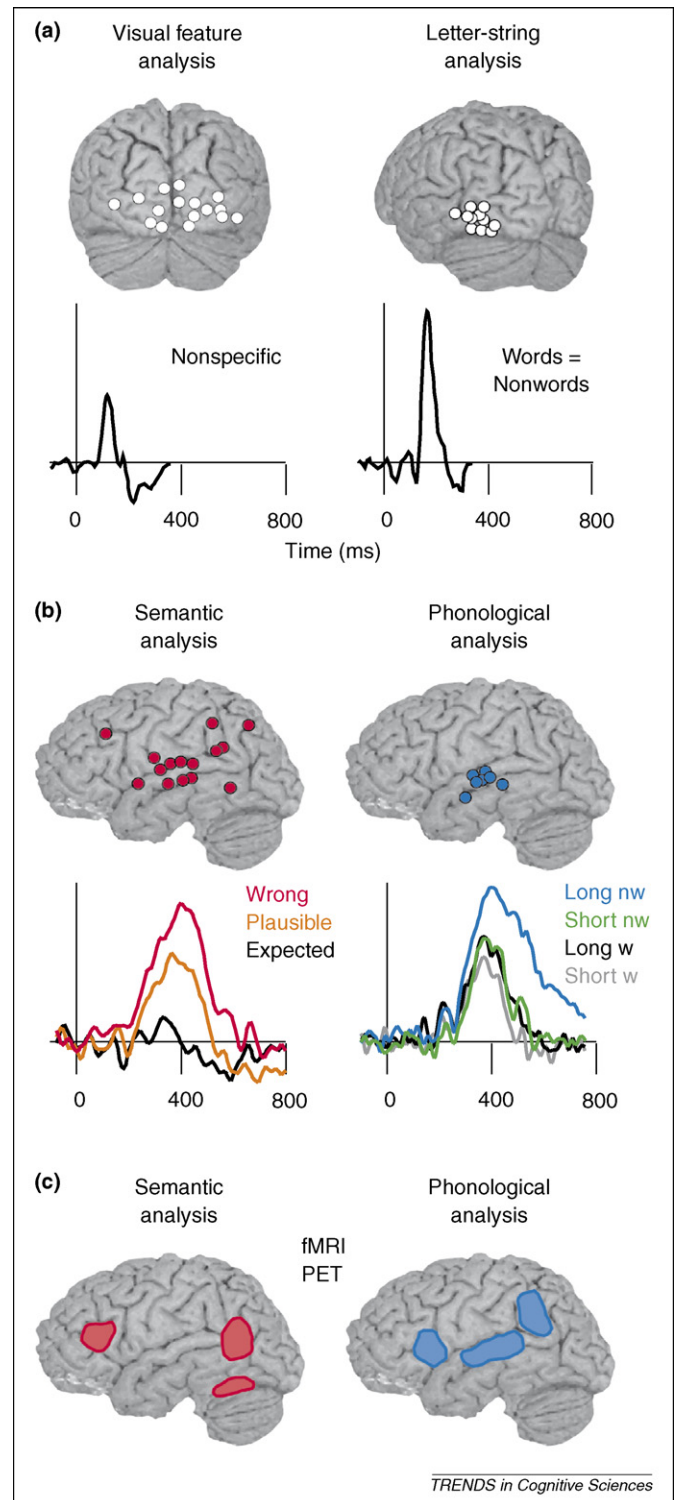 (a)
Visual feature
analysis
Letter-string
analysis
Nonspecific
Words =
Nonwords
0
400
800
0
400
800
Time (ms)
(b)
Semantic
analysis
Phonological
analysis
Wrong
Plausible
Expected
Long nw
Short nw
Long w
Short w
0
400
800
0
400
800
(c)
Semantic
analysis
Phonological
analysis
fMRI
PET
TRENDS in Cognitive Sciences